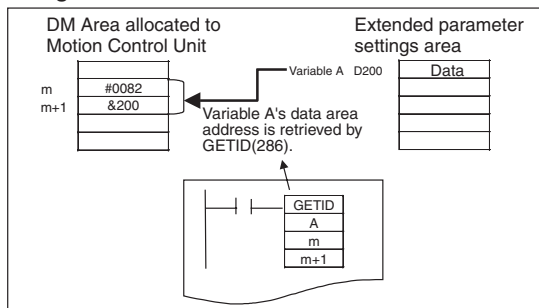 DM Area allocated to
Motion Control Unit
Extended parameter
settings area
Variable A D200 Data
m #0082
m+1 &200
Variable A's data area
address is retrieved by
GETID(286).
GETID
A
m
m+1